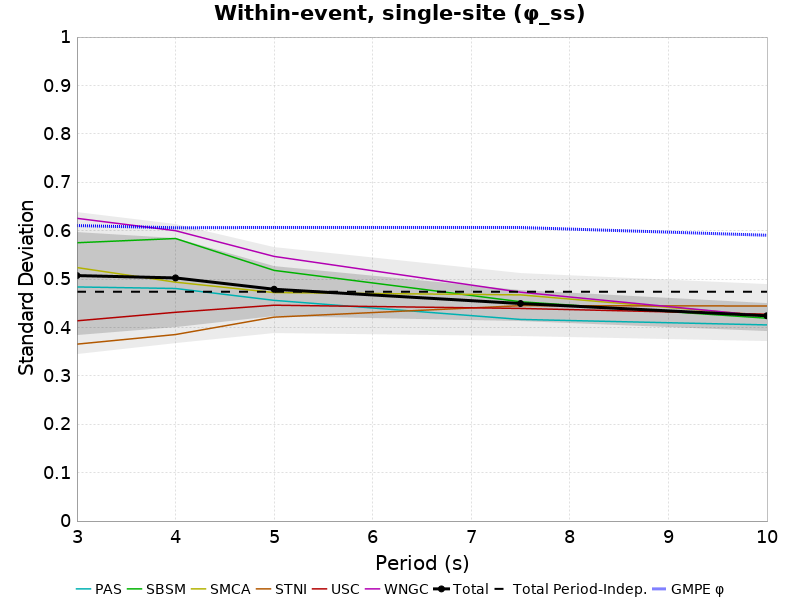 Within-event, single-site (φ_ss)
1
0.9
0.8
0.7
0.6
0.5
0.4
0.3
0.2
0.1
0
Standard Deviation
3 4 5 6 7 8 9 10
Period (s)
PAS SBSM SMCA STNI USC WNGC Total Total Period-Indep. GMPE φ